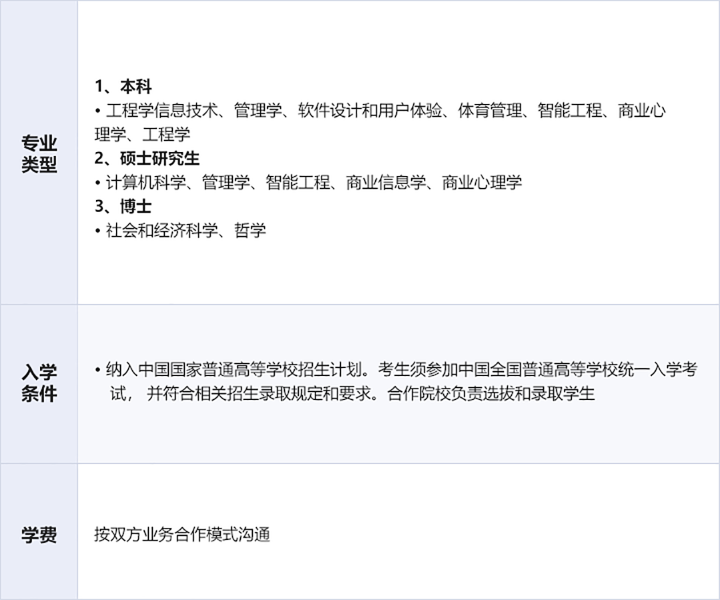 专业
类型
1、本科
• 工程学信息技术、管理学、软件设计和用户体验、体育管理、智能工程、商业心
理学、工程学
2、硕士研究生
• 计算机科学、管理学、智能工程、商业信息学、商业心理学
3、博士
• 社会和经济科学、哲学
入学
条件
• 纳入中国国家普通高等学校招生计划。考生须参加中国全国普通高等学校统一入学考
试， 并符合相关招生录取规定和要求。合作院校负责选拔和录取学生
学费
按双方业务合作模式沟通